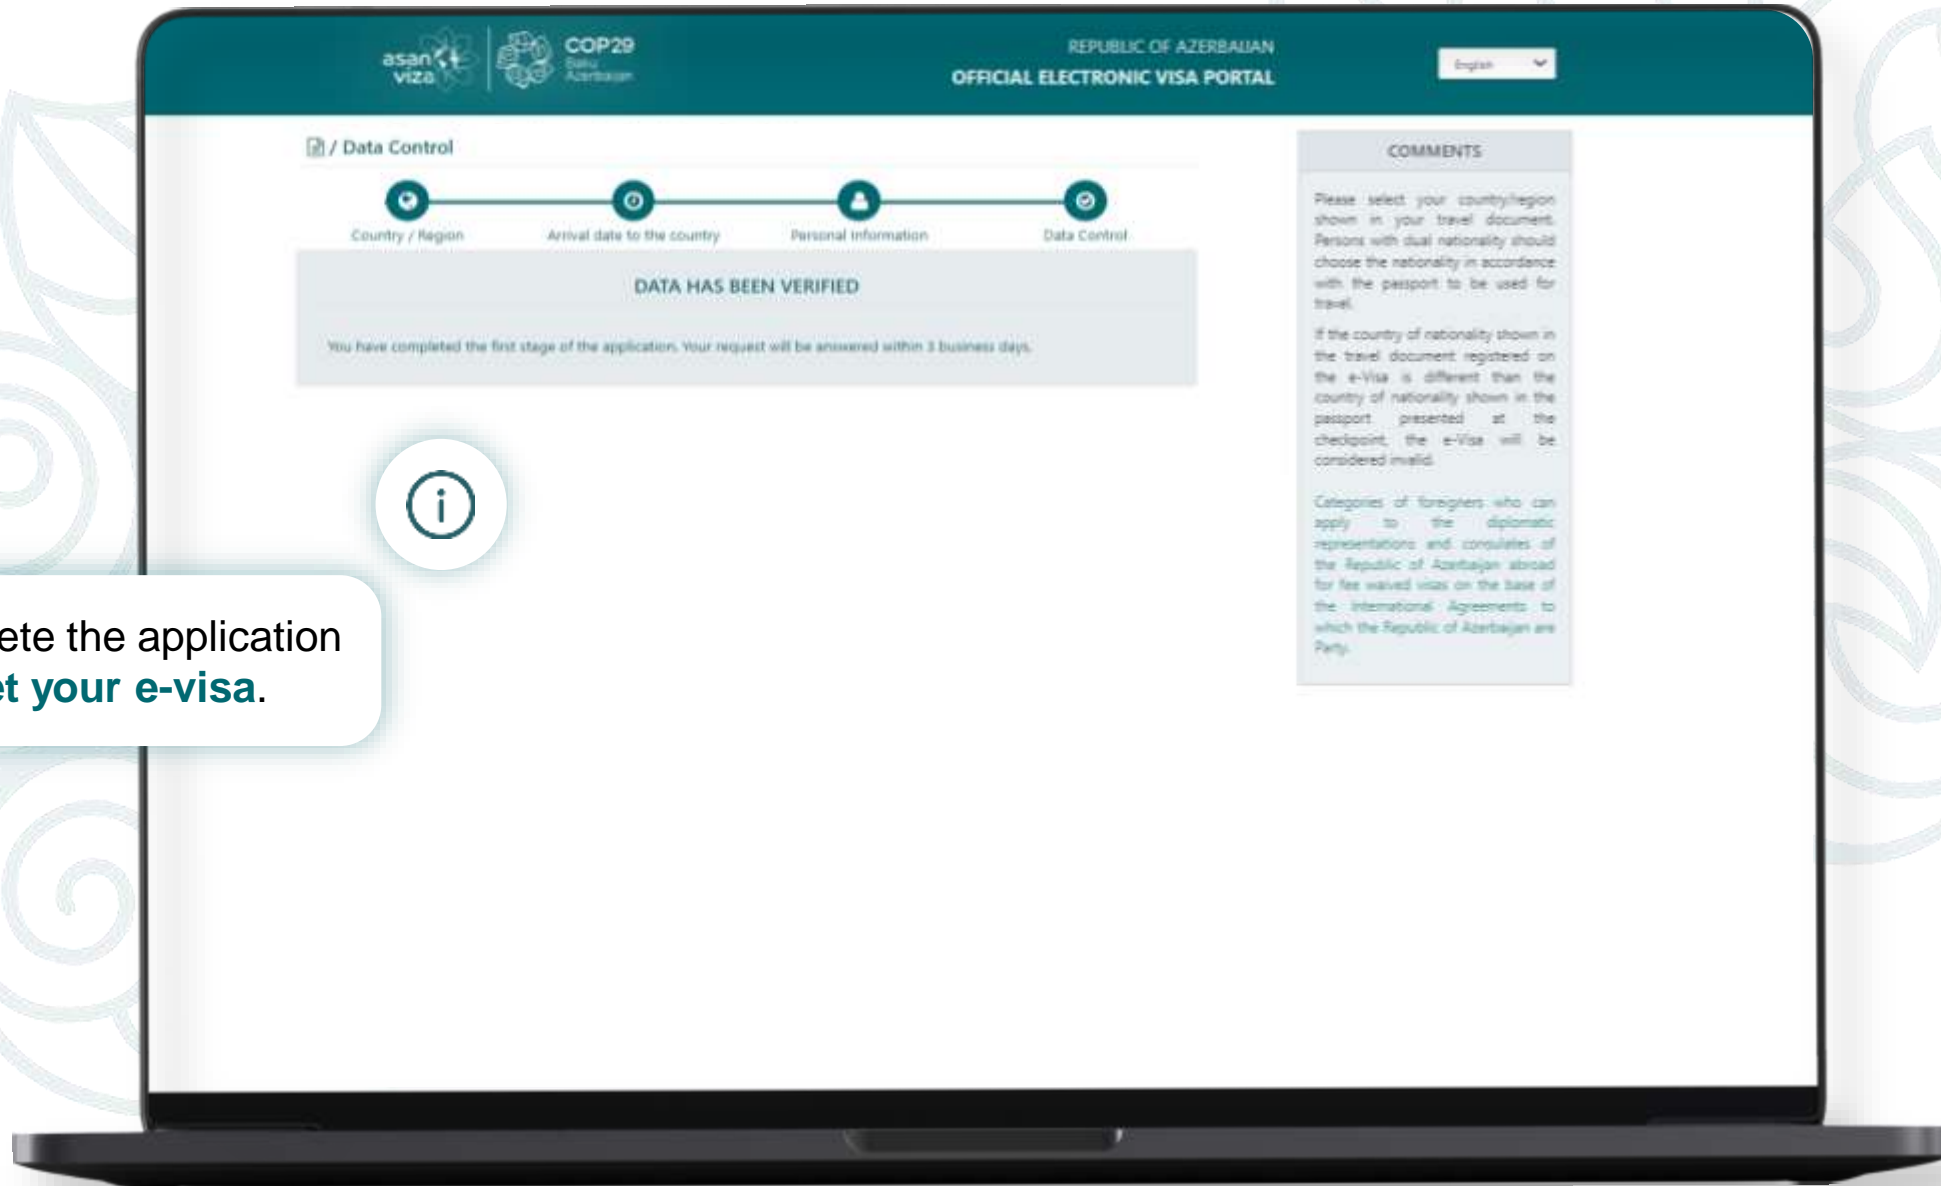 asan
viza
COP29
Baku
Azerbaijan
REPUBLIC OF AZERBAIJAN
OFFICIAL ELECTRONIC VISA PORTAL
English
/ Data Control
Country / Region
Arrival date to the country
Personal Information
Data Control
DATA HAS BEEN VERIFIED
You have completed the first stage of the application. Your request will be answered within 3 business days.
COMMENTS
Please select your country/region
shown in your travel document.
Persons with dual nationality should
choose the nationality in accordance
with the passport to be used for
travel.
If the country of nationality shown in
the travel document registered on
the e-Visa is different than the
country of nationality shown in the
passport presented at the
checkpoint, the e-Visa will be
considered invalid.
Categories of foreigners who can
apply to the diplomatic
representations and consulates of
the Republic of Azerbaijan abroad
for fee waived visas on the base of
the International Agreements to
which the Republic of Azerbaijan are
Party.
ete the application
et your e-visa.